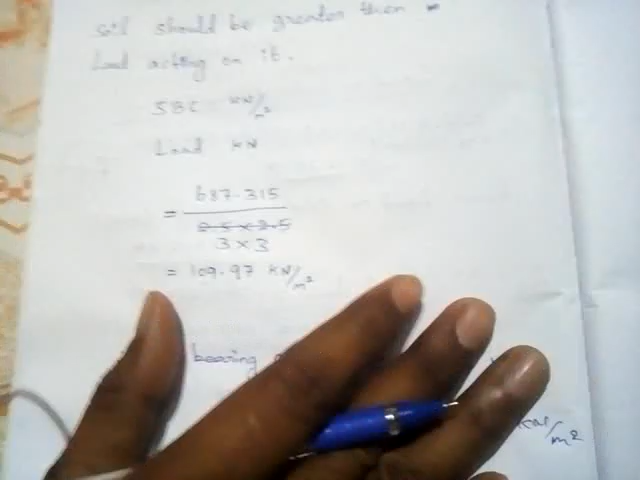 soil should be greater than
Load acting on it.
SBC KN/m²
Load KN
= 687.315
2.5 x 2.5
3 x 3
= 109.97 KN/m²
bearing
/m²